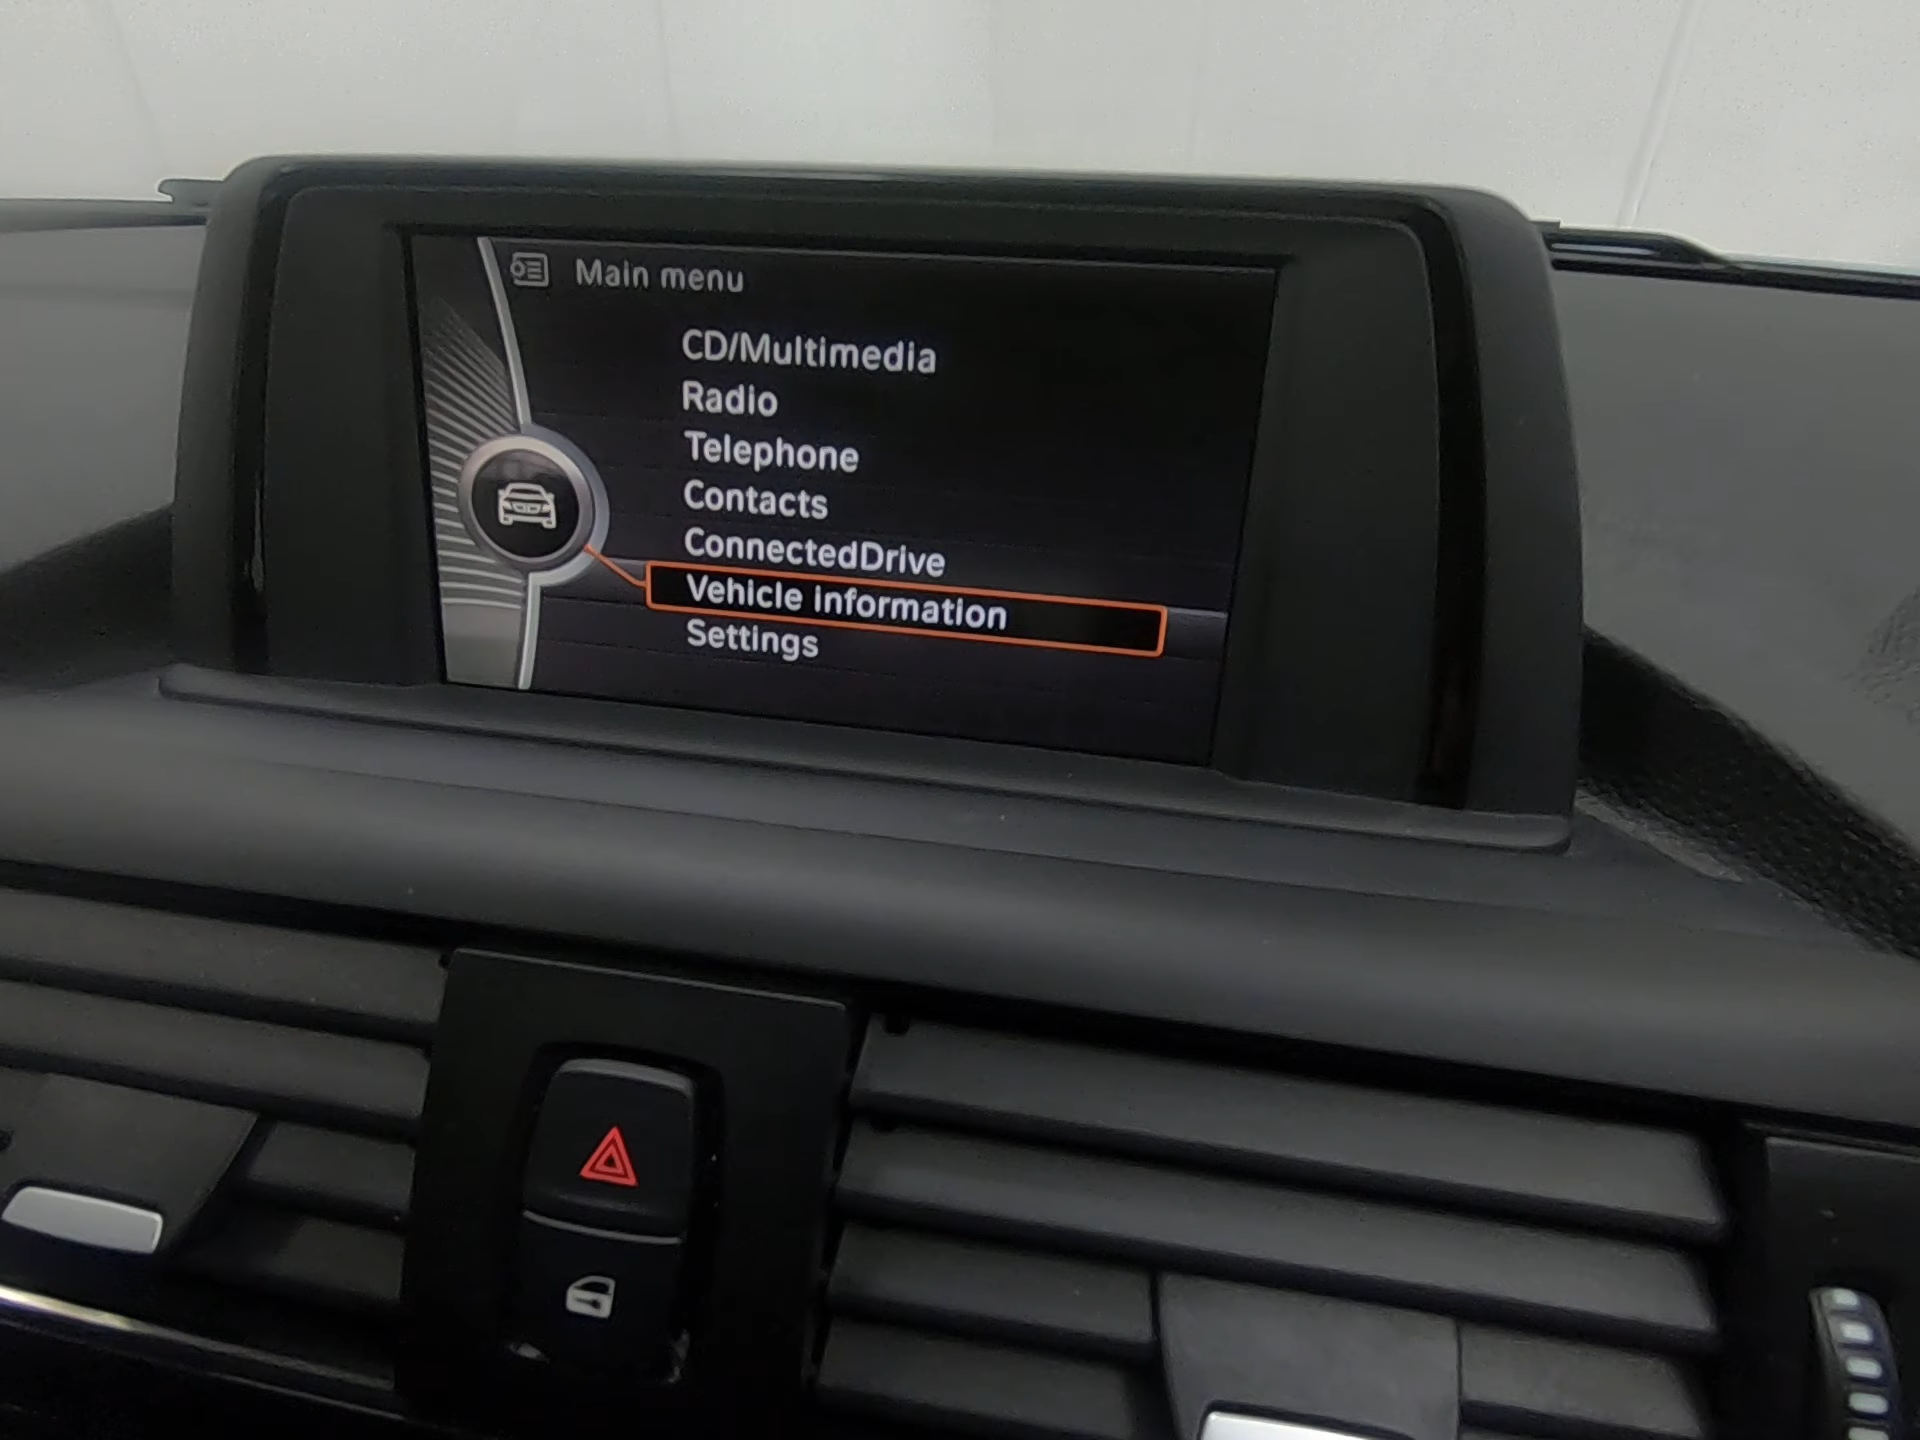 Main menu
CD/Multimedia
Radio
Telephone
Contacts
ConnectedDrive
Vehicle information
Settings